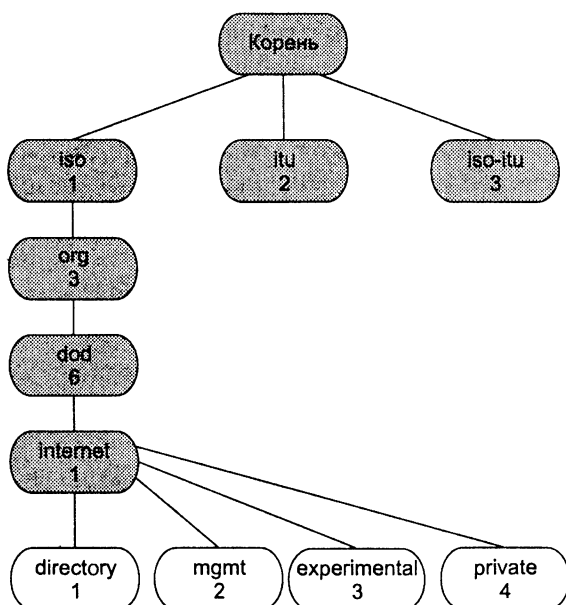 Корень
iso
1
itu
2
iso-itu
3
org
3
dod
6
internet
1
directory
1
mgmt
2
experimental
3
private
4